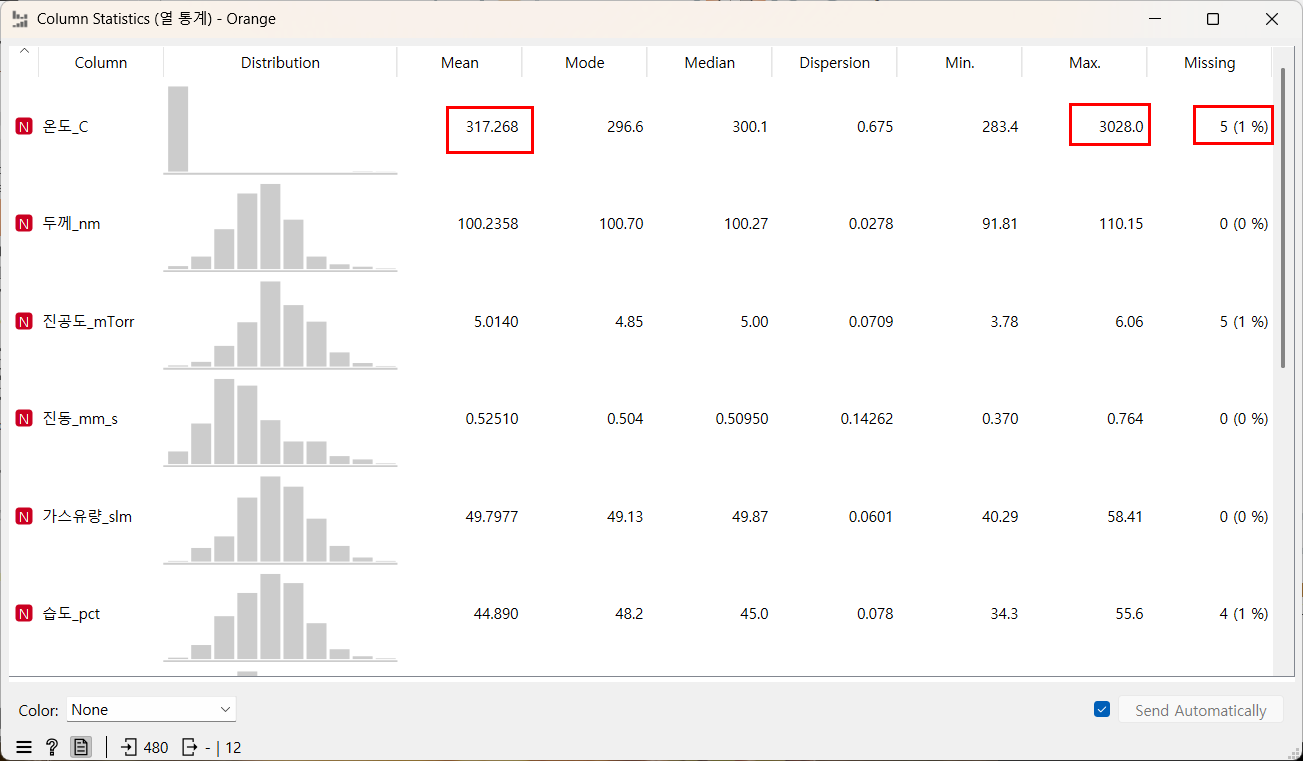 Column Statistics (열 통계) - Orange
Column Distribution Mean Mode Median Dispersion Min. Max. Missing
N 온도_C 317.268 296.6 300.1 0.675 283.4 3028.0 5 (1 %)
N 두께_nm 100.2358 100.70 100.27 0.0278 91.81 110.15 0 (0 %)
N 진공도_mTorr 5.0140 4.85 5.00 0.0709 3.78 6.06 5 (1 %)
N 진동_mm_s 0.52510 0.504 0.50950 0.14262 0.370 0.764 0 (0 %)
N 가스유량_slm 49.7977 49.13 49.87 0.0601 40.29 58.41 0 (0 %)
N 습도_pct 44.890 48.2 45.0 0.078 34.3 55.6 4 (1 %)
Color: None Send Automatically
? 480 - | 12